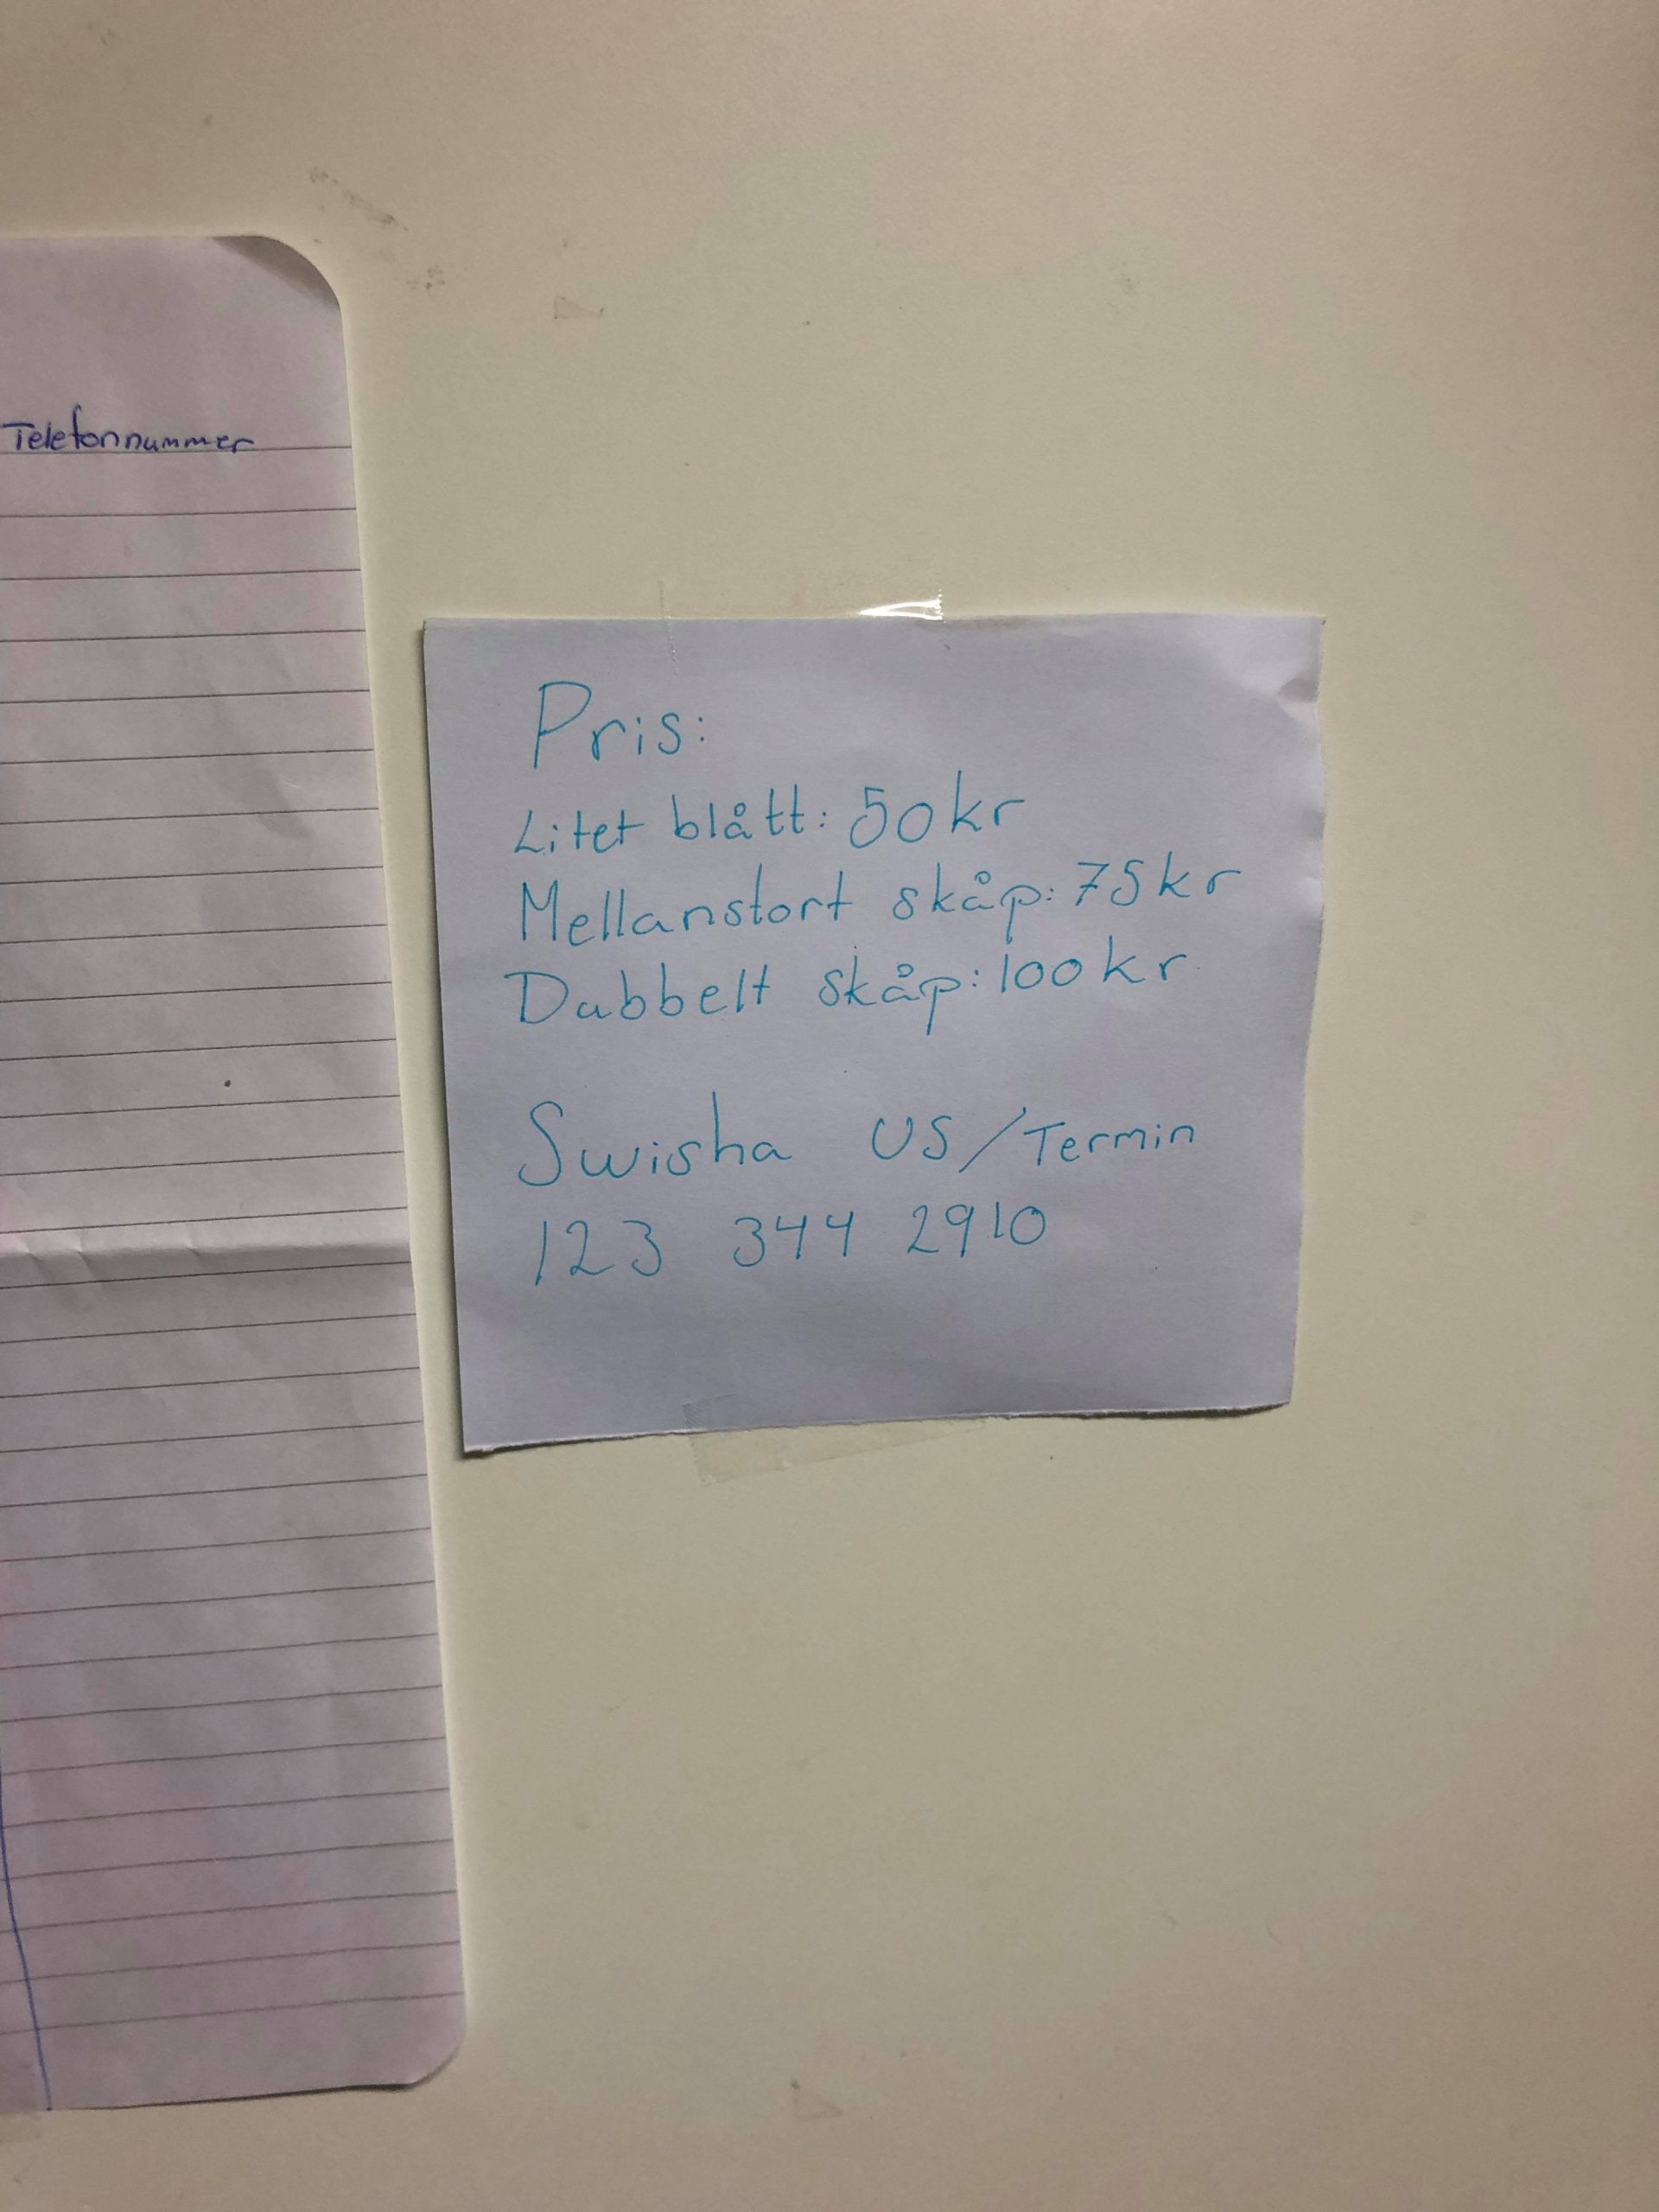 Telefonnummer
Pris:
Litet blått: 50kr
Mellanstort skåp: 75kr
Dubbelt skåp: 100kr
Swisha US/Termin
123 344 2910